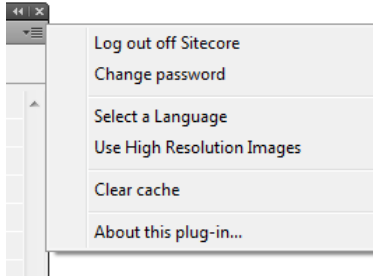 Log out off Sitecore
Change password
Select a Language
Use High Resolution Images
Clear cache
About this plug-in...